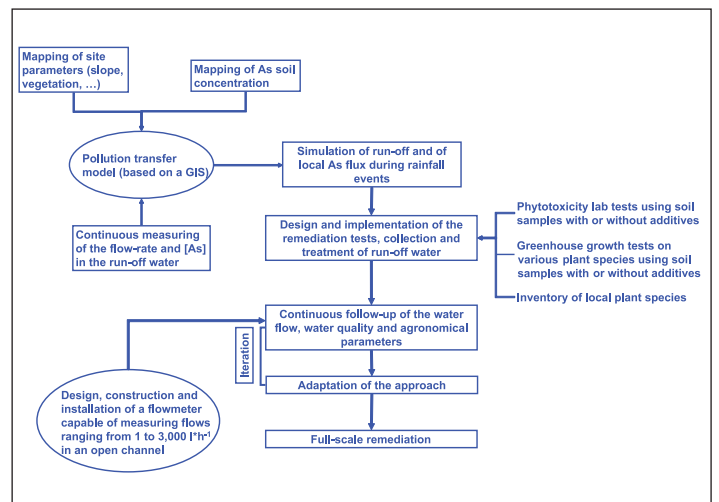 Mapping of site
parameters (slope,
vegetation, ...)
Mapping of As soil
concentration
Pollution transfer
model (based on a GIS)
Simulation of run-off and of
local As flux during rainfall
events
Continuous measuring
of the flow-rate and [As]
in the run-off water
Design and implementation of the
remediation tests, collection and
treatment of run-off water
Phytotoxicity lab tests using soil
samples with or without additives
Greenhouse growth tests on
various plant species using soil
samples with or without additives
Inventory of local plant species
Continuous follow-up of the water
flow, water quality and agronomical
parameters
Iteration
Adaptation of the approach
Design, construction and
installation of a flowmeter
capable of measuring flows
ranging from 1 to 3,000 l*h-1
in an open channel
Full-scale remediation